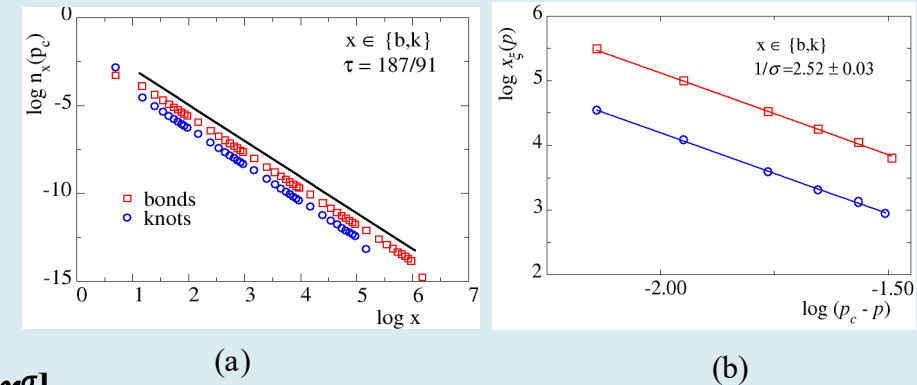 log nₓ(p_c)
0
-5
-10
-15
x ∈ {b,k}
τ = 187/91
bonds
knots
0 1 2 3 4 5 6 7
log x
log x_ξ(p)
6
5
4
3
2
x ∈ {b,k}
1/σ=2.52 ± 0.03
-2.00 -1.50
log (p_c - p)
(a) (b)